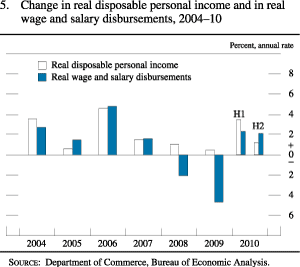 5. Change in real disposable personal income and in real
wage and salary disbursements, 2004–10
Percent, annual rate
Real disposable personal income
Real wage and salary disbursements
8
6
4
H1
H2
2
+
0
−
2
4
6
2004 2005 2006 2007 2008 2009 2010
SOURCE: Department of Commerce, Bureau of Economic Analysis.